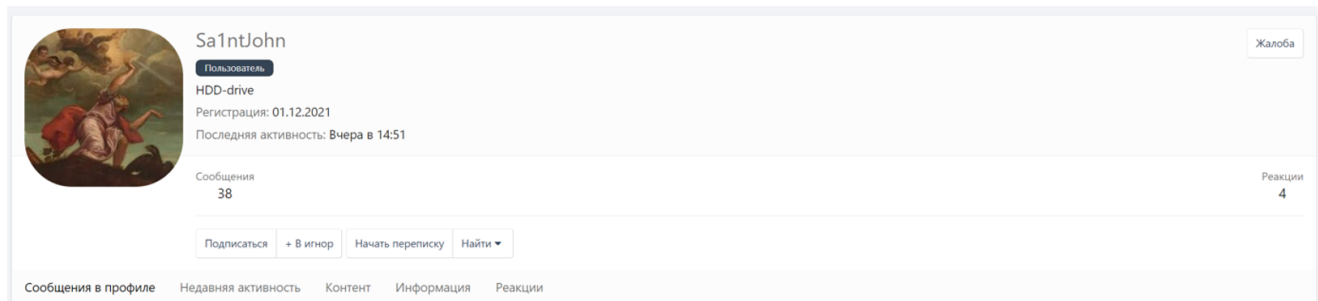 Sa1ntJohn
Жалоба
Пользователь
HDD-drive
Регистрация: 01.12.2021
Последняя активность: Вчера в 14:51
Сообщения
38
Реакции
4
Подписаться + В игнор Начать переписку Найти
Сообщения в профиле Недавняя активность Контент Информация Реакции